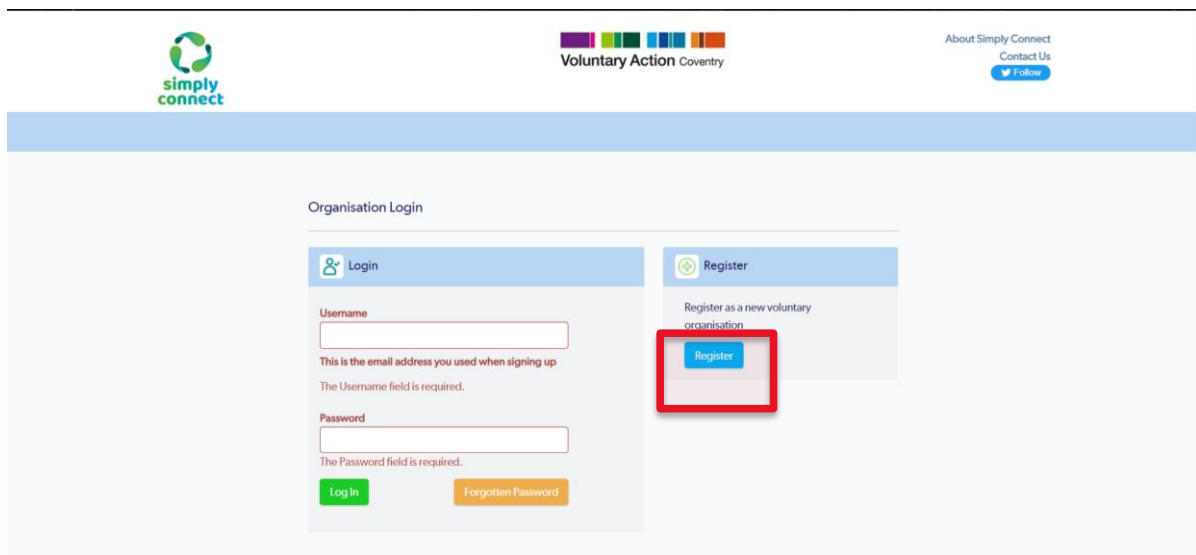 simply
connect
Voluntary Action Coventry
About Simply Connect
Contact Us
Follow
Organisation Login
Login
Username
This is the email address you used when signing up
The Username field is required.
Password
The Password field is required.
Log In
Forgotten Password
Register
Register as a new voluntary
organisation
Register